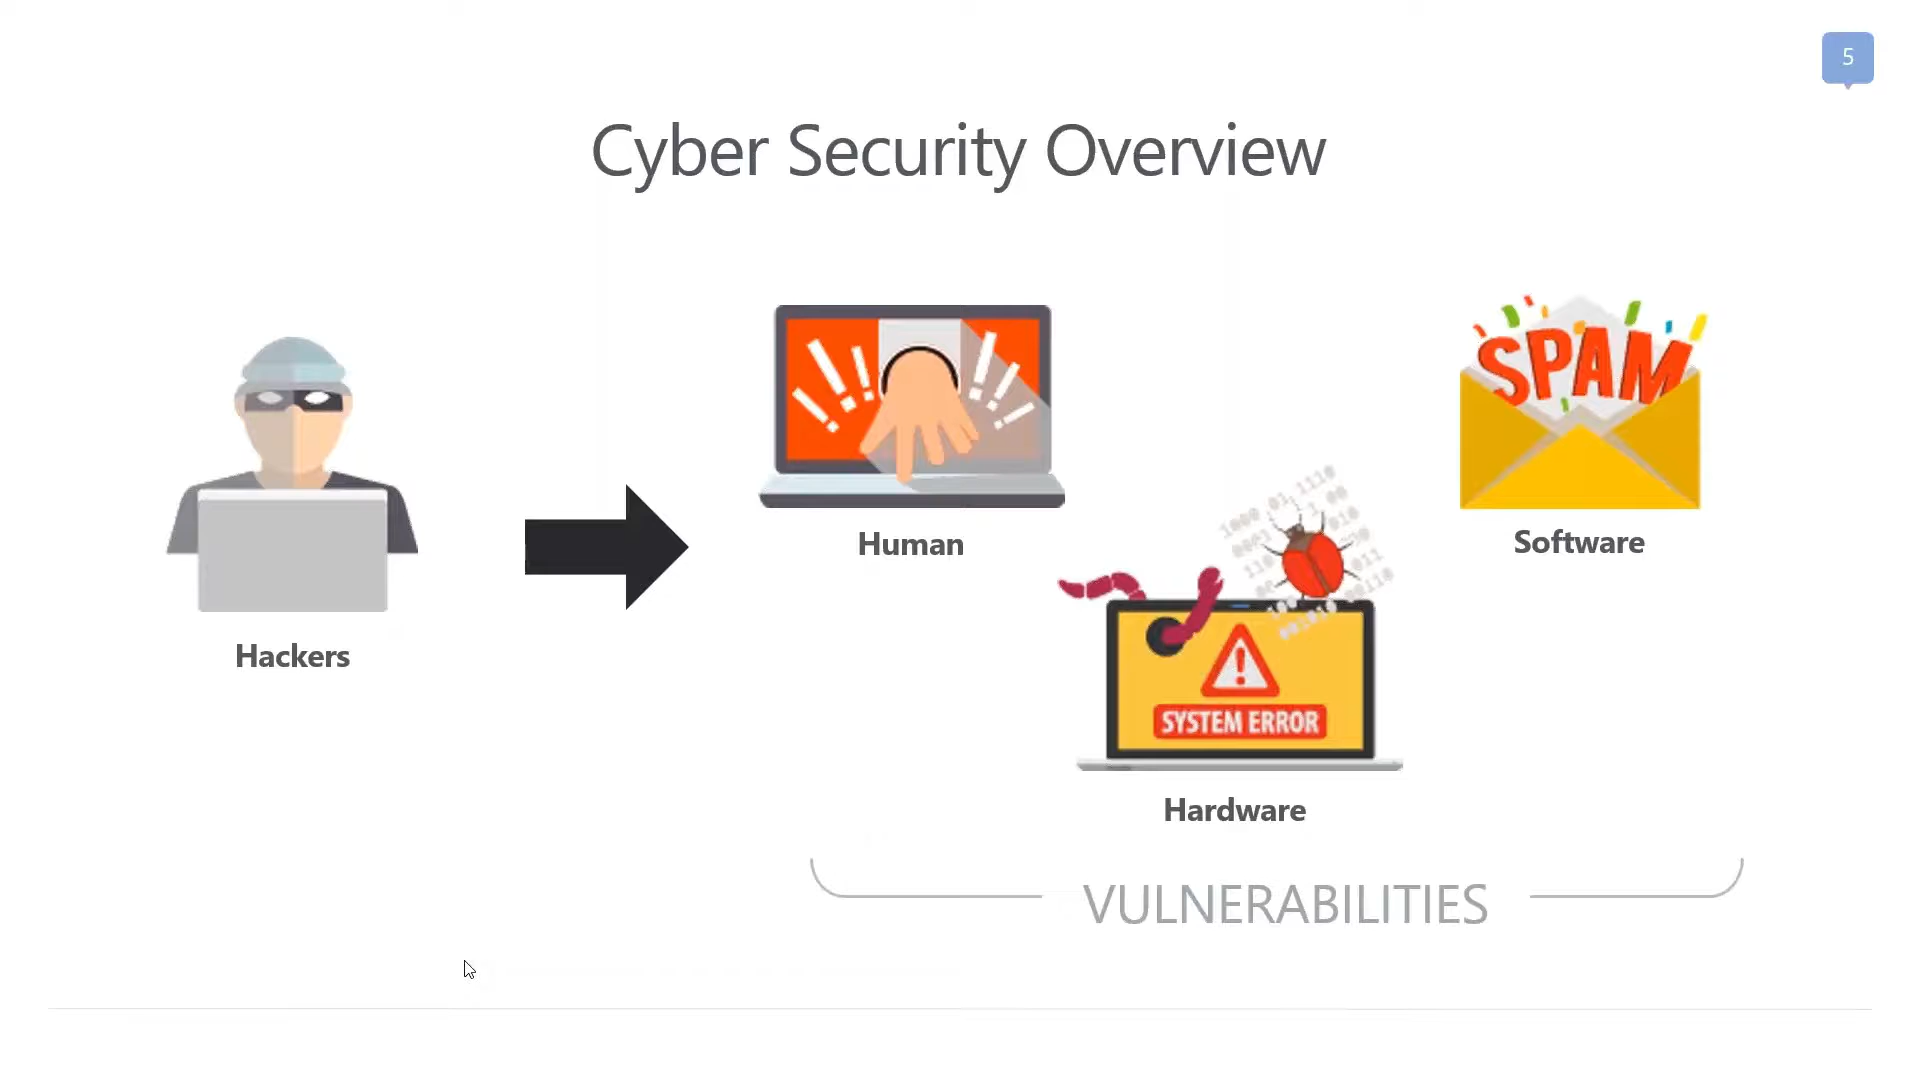 5
Cyber Security Overview
SPAM
Human
Software
Hackers
SYSTEM ERROR
Hardware
VULNERABILITIES